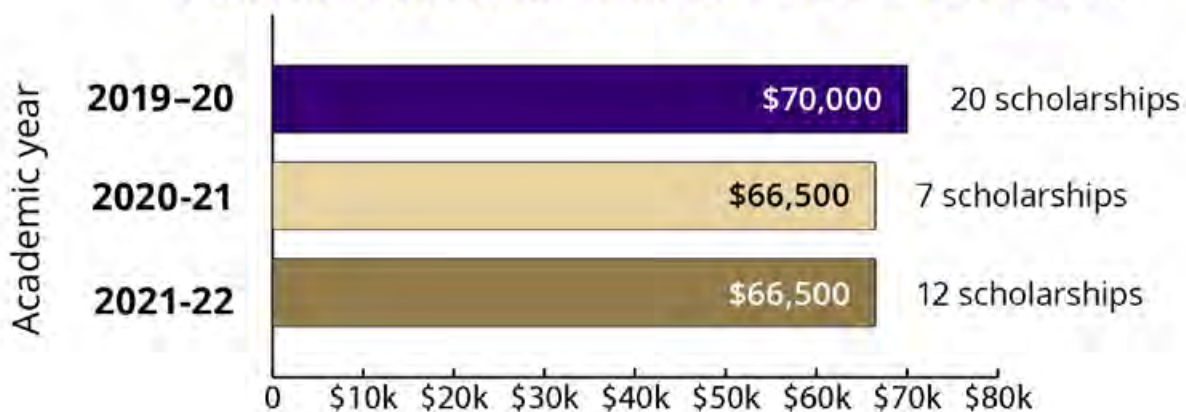 Academic year
2019–20 $70,000 20 scholarships
2020-21 $66,500 7 scholarships
2021-22 $66,500 12 scholarships
0 $10k $20k $30k $40k $50k $60k $70k $80k